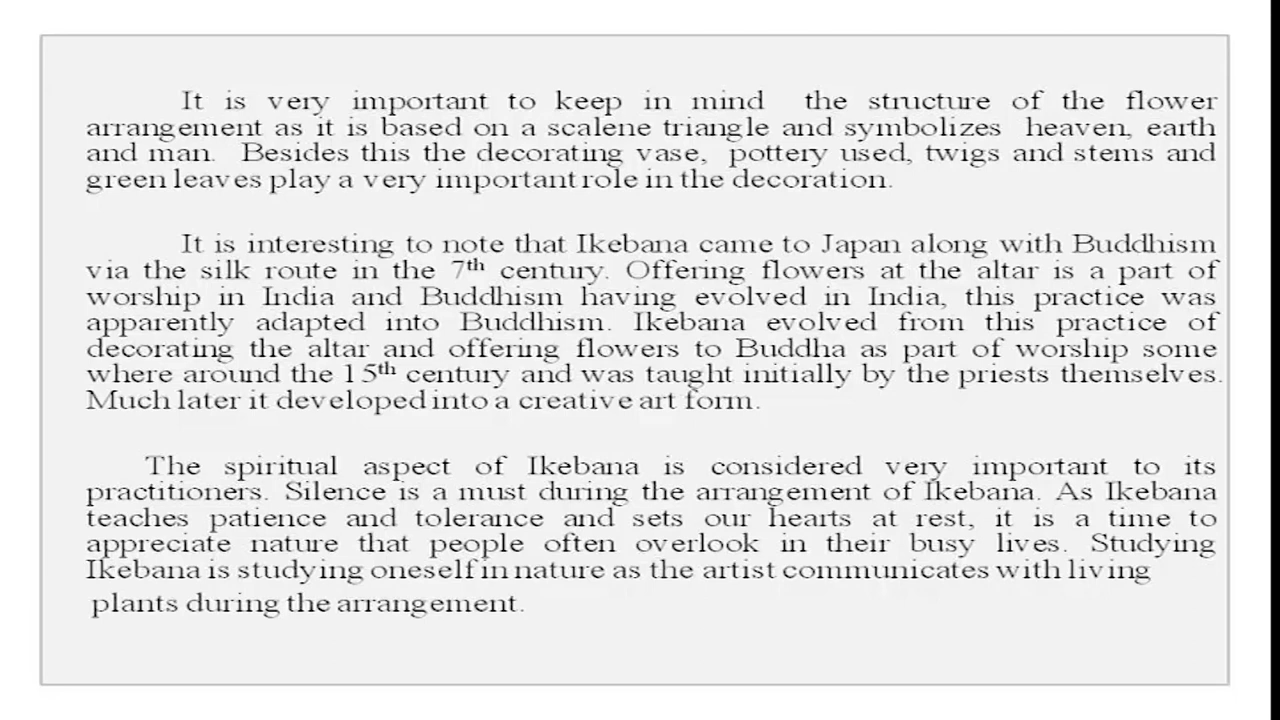 It is very important to keep in mind the structure of the flower
arrangement as it is based on a scalene triangle and symbolizes heaven, earth
and man. Besides this the decorating vase, pottery used, twigs and stems and
green leaves play a very important role in the decoration.
It is interesting to note that Ikebana came to Japan along with Buddhism
via the silk route in the 7th century. Offering flowers at the altar is a part of
worship in India and Buddhism having evolved in India, this practice was
apparently adapted into Buddhism. Ikebana evolved from this practice of
decorating the altar and offering flowers to Buddha as part of worship some
where around the 15th century and was taught initially by the priests themselves.
Much later it developed into a creative art form.
The spiritual aspect of Ikebana is considered very important to its
practitioners. Silence is a must during the arrangement of Ikebana. As Ikebana
teaches patience and tolerance and sets our hearts at rest, it is a time to
appreciate nature that people often overlook in their busy lives. Studying
Ikebana is studying oneself in nature as the artist communicates with living
plants during the arrangement.